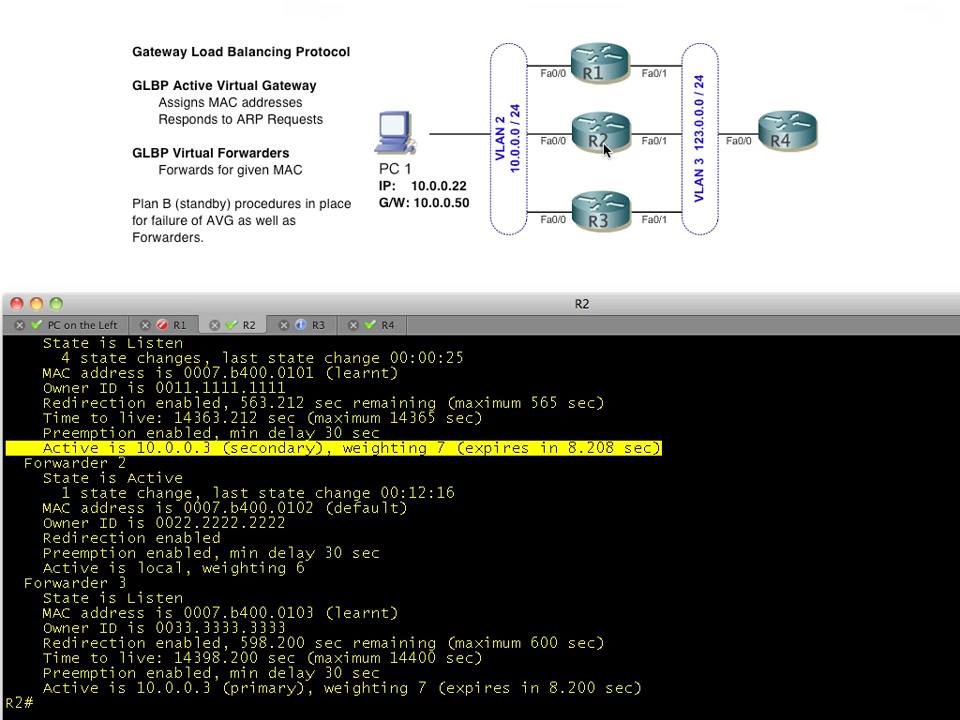 Gateway Load Balancing Protocol
GLBP Active Virtual Gateway
Assigns MAC addresses
Responds to ARP Requests
GLBP Virtual Forwarders
Forwards for given MAC
Plan B (standby) procedures in place
for failure of AVG as well as
Forwarders.
PC 1
IP: 10.0.0.22
G/W: 10.0.0.50
VLAN 2
10.0.0.0 / 24
Fa0/0
R1
Fa0/1
Fa0/0
R2
Fa0/1
Fa0/0
R3
Fa0/1
VLAN 3 123.0.0.0 / 24
Fa0/0
R4
R2
PC on the Left
R1
R2
R3
R4
State is Listen
4 state changes, last state change 00:00:25
MAC address is 0007.b400.0101 (learnt)
Owner ID is 0011.1111.1111
Redirection enabled, 563.212 sec remaining (maximum 565 sec)
Time to live: 14363.212 sec (maximum 14365 sec)
Preemption enabled, min delay 30 sec
Active is 10.0.0.3 (secondary), weighting 7 (expires in 8.208 sec)
Forwarder 2
State is Active
1 state change, last state change 00:12:16
MAC address is 0007.b400.0102 (default)
Owner ID is 0022.2222.2222
Redirection enabled
Preemption enabled, min delay 30 sec
Active is local, weighting 6
Forwarder 3
State is Listen
MAC address is 0007.b400.0103 (learnt)
Owner ID is 0033.3333.3333
Redirection enabled, 598.200 sec remaining (maximum 600 sec)
Time to live: 14398.200 sec (maximum 14400 sec)
Preemption enabled, min delay 30 sec
Active is 10.0.0.3 (primary), weighting 7 (expires in 8.200 sec)
R2#